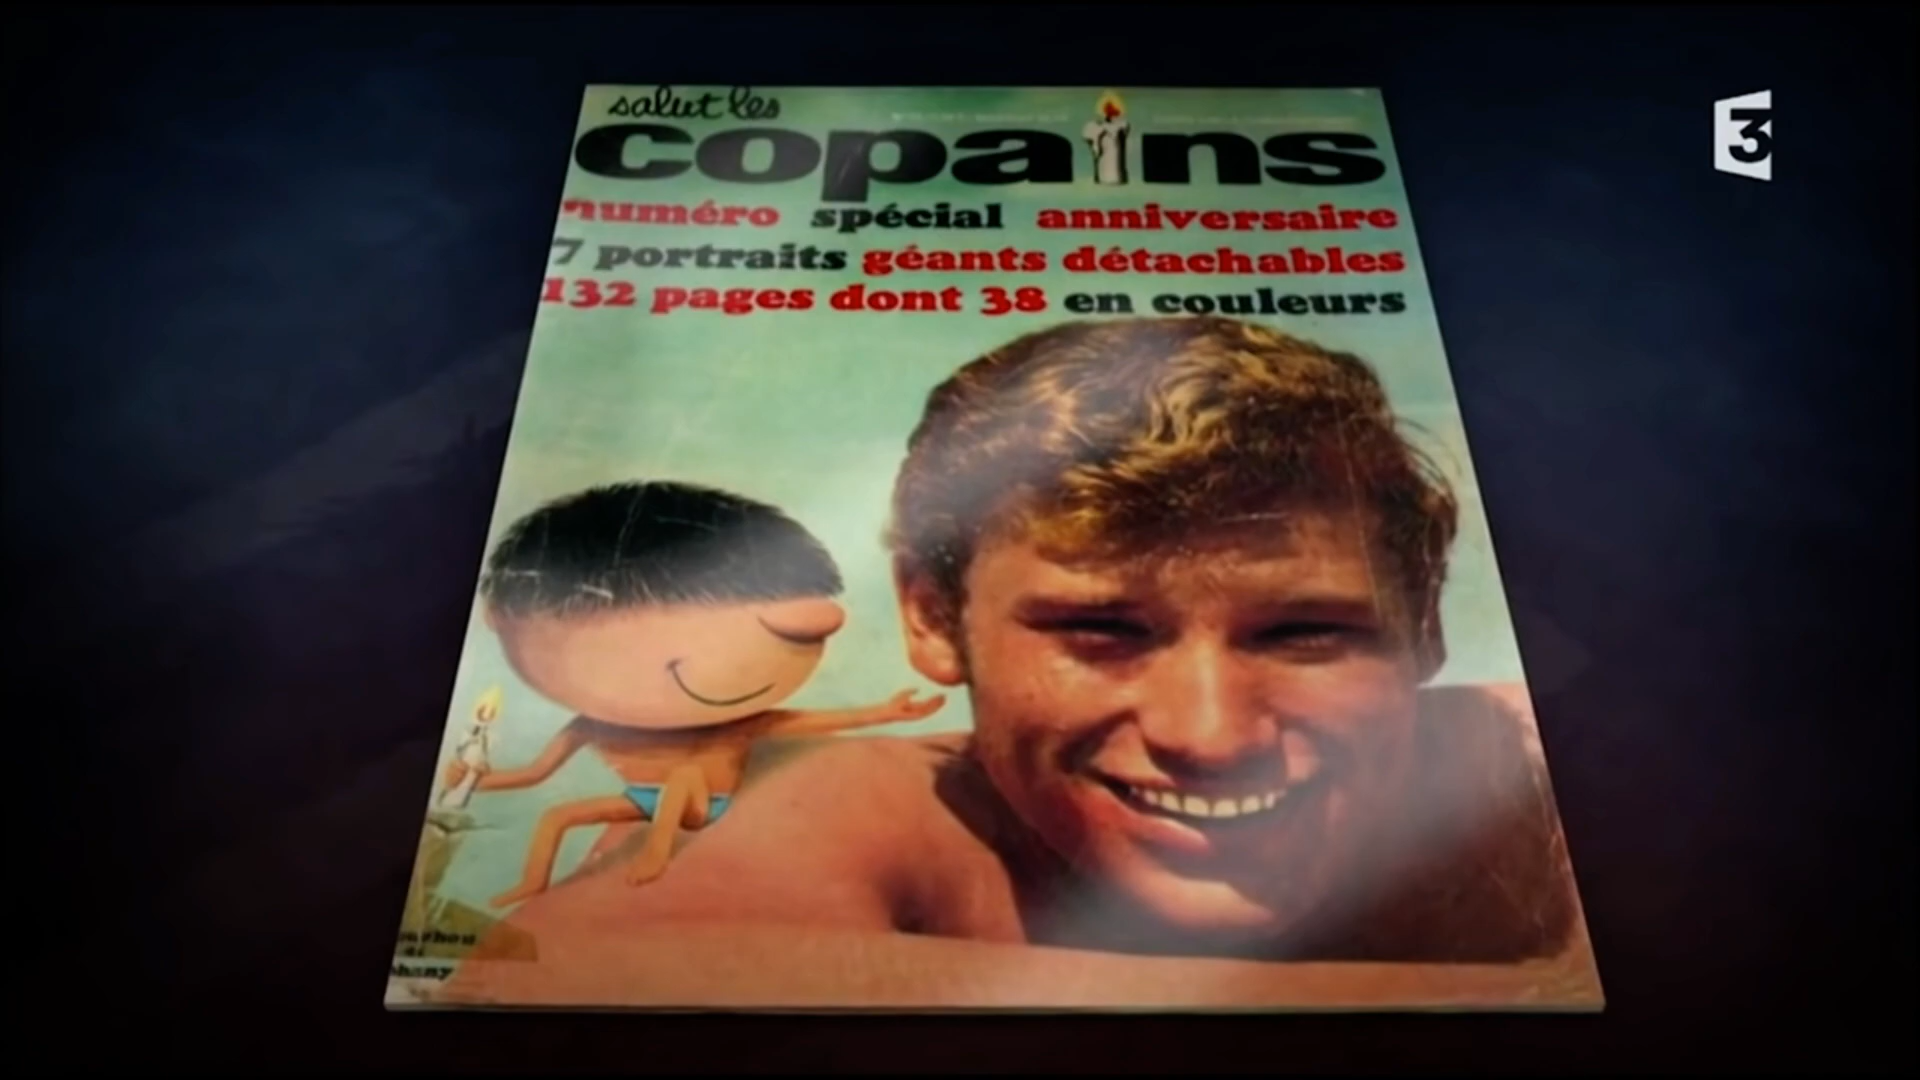 salut les
copains
numéro spécial anniversaire
7 portraits géants détachables
132 pages dont 38 en couleurs
3